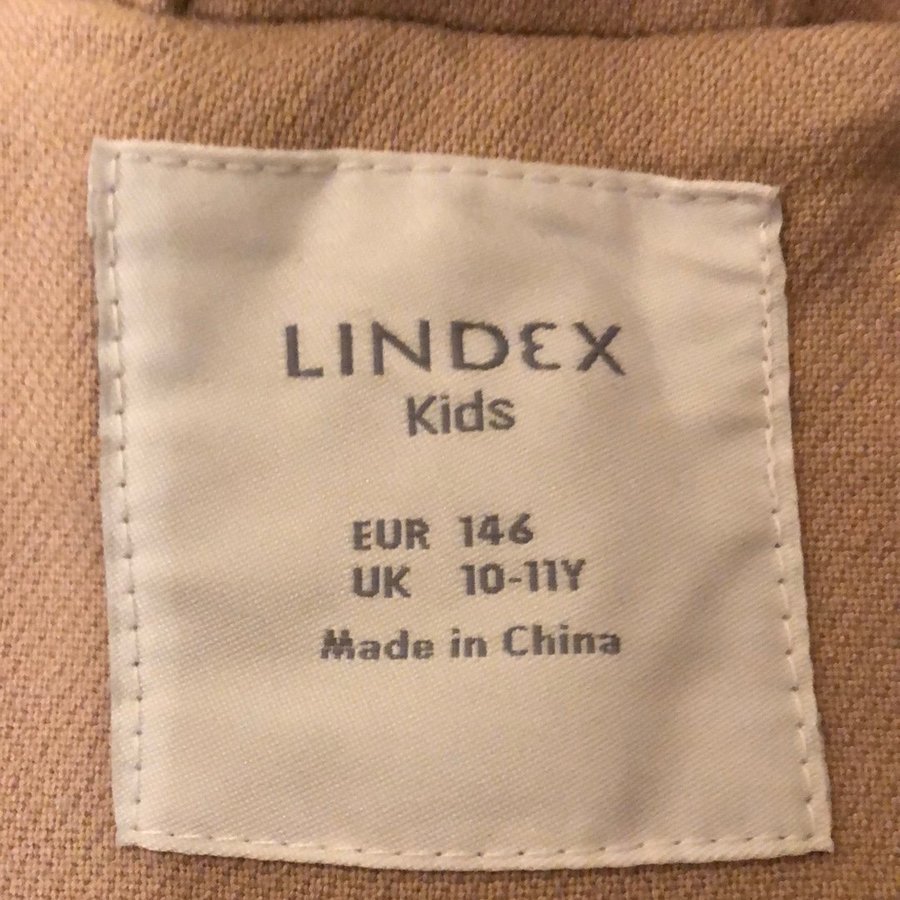 LINDEX
Kids
EUR 146
UK 10-11Y
Made in China